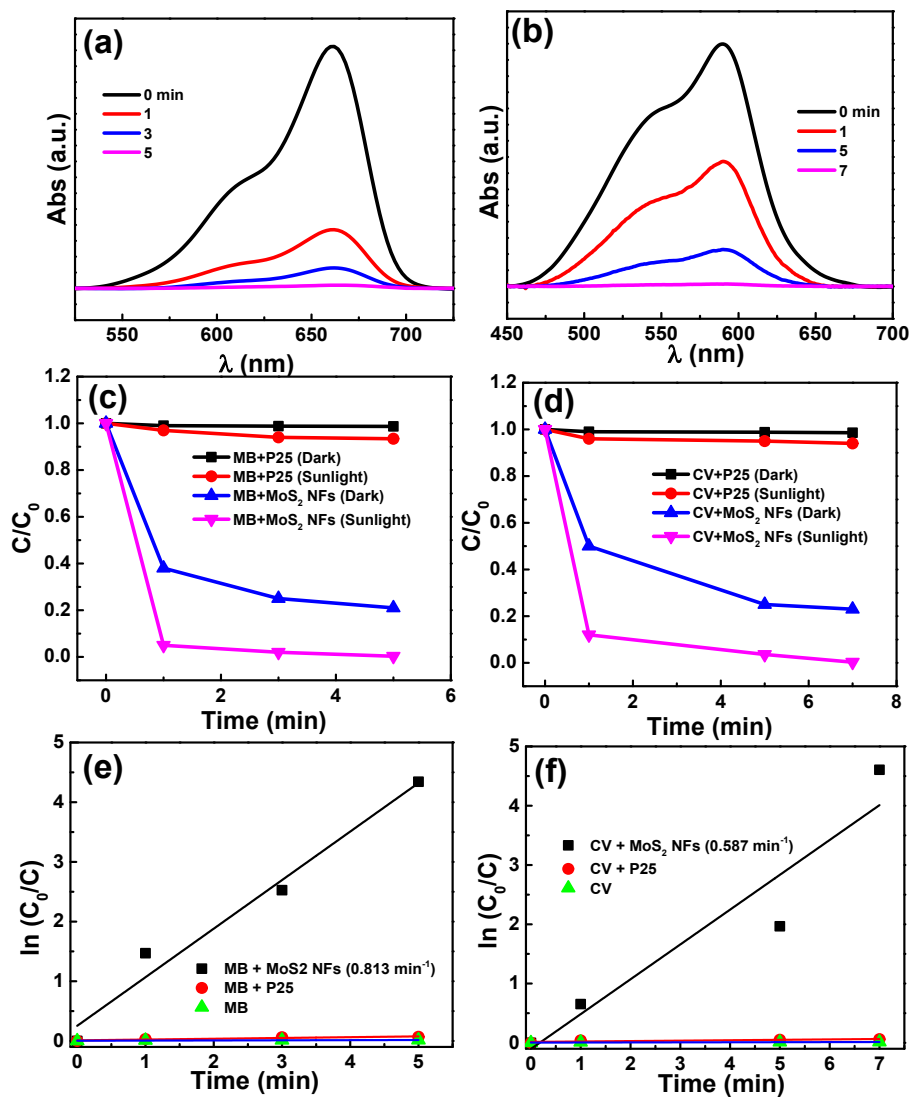 (a)
0 min
1
3
5
Abs (a.u.)
550 600 650 700
λ (nm)
(b)
0 min
1
5
7
Abs (a.u.)
450 500 550 600 650 700
λ (nm)
(c)
1.2
1.0
0.8
0.6
0.4
0.2
0.0
C/C₀
MB+P25 (Dark)
MB+P25 (Sunlight)
MB+MoS₂ NFs (Dark)
MB+MoS₂ NFs (Sunlight)
0 2 4 6
Time (min)
(d)
1.2
1.0
0.8
0.6
0.4
0.2
0.0
C/C₀
CV+P25 (Dark)
CV+P25 (Sunlight)
CV+MoS₂ NFs (Dark)
CV+MoS₂ NFs (Sunlight)
0 1 2 3 4 5 6 7 8
Time (min)
(e)
5
4
3
2
1
0
ln (C₀/C)
MB + MoS2 NFs (0.813 min⁻¹)
MB + P25
MB
0 1 2 3 4 5
Time (min)
(f)
5
4
3
2
1
0
ln (C₀/C)
CV + MoS₂ NFs (0.587 min⁻¹)
CV + P25
CV
0 1 2 3 4 5 6 7
Time (min)